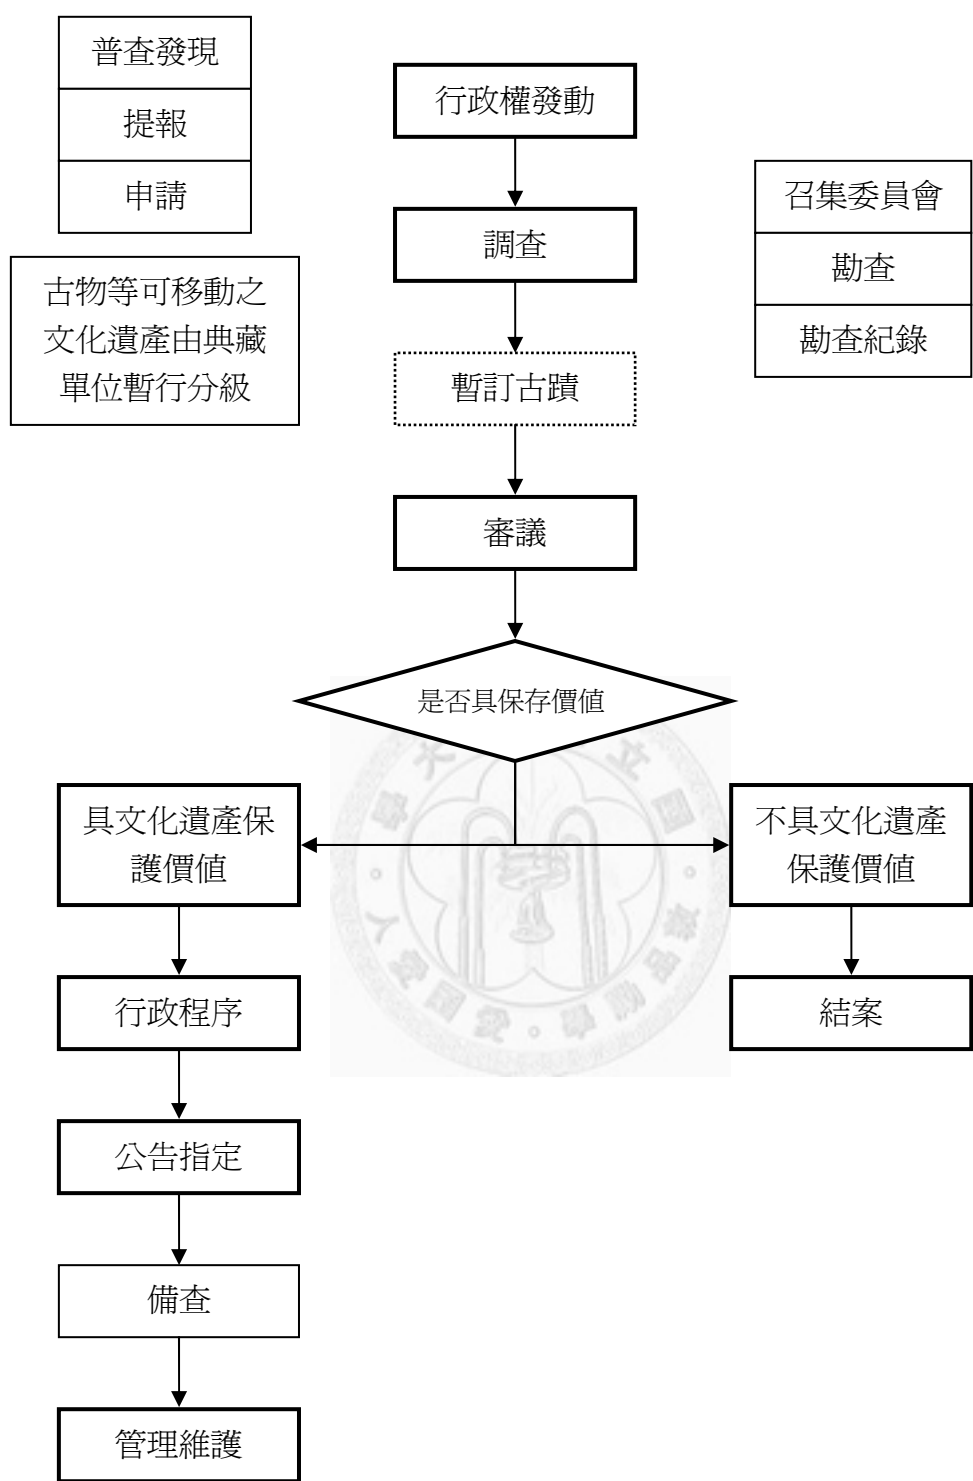 普查發現
提報
申請
古物等可移動之
文化遺產由典藏
單位暫行分級
行政權發動
調查
暫訂古蹟
審議
召集委員會
勘查
勘查紀錄
是否具保存價值
具文化遺產保
護價值
不具文化遺產
保護價值
行政程序
結案
公告指定
備查
管理維護